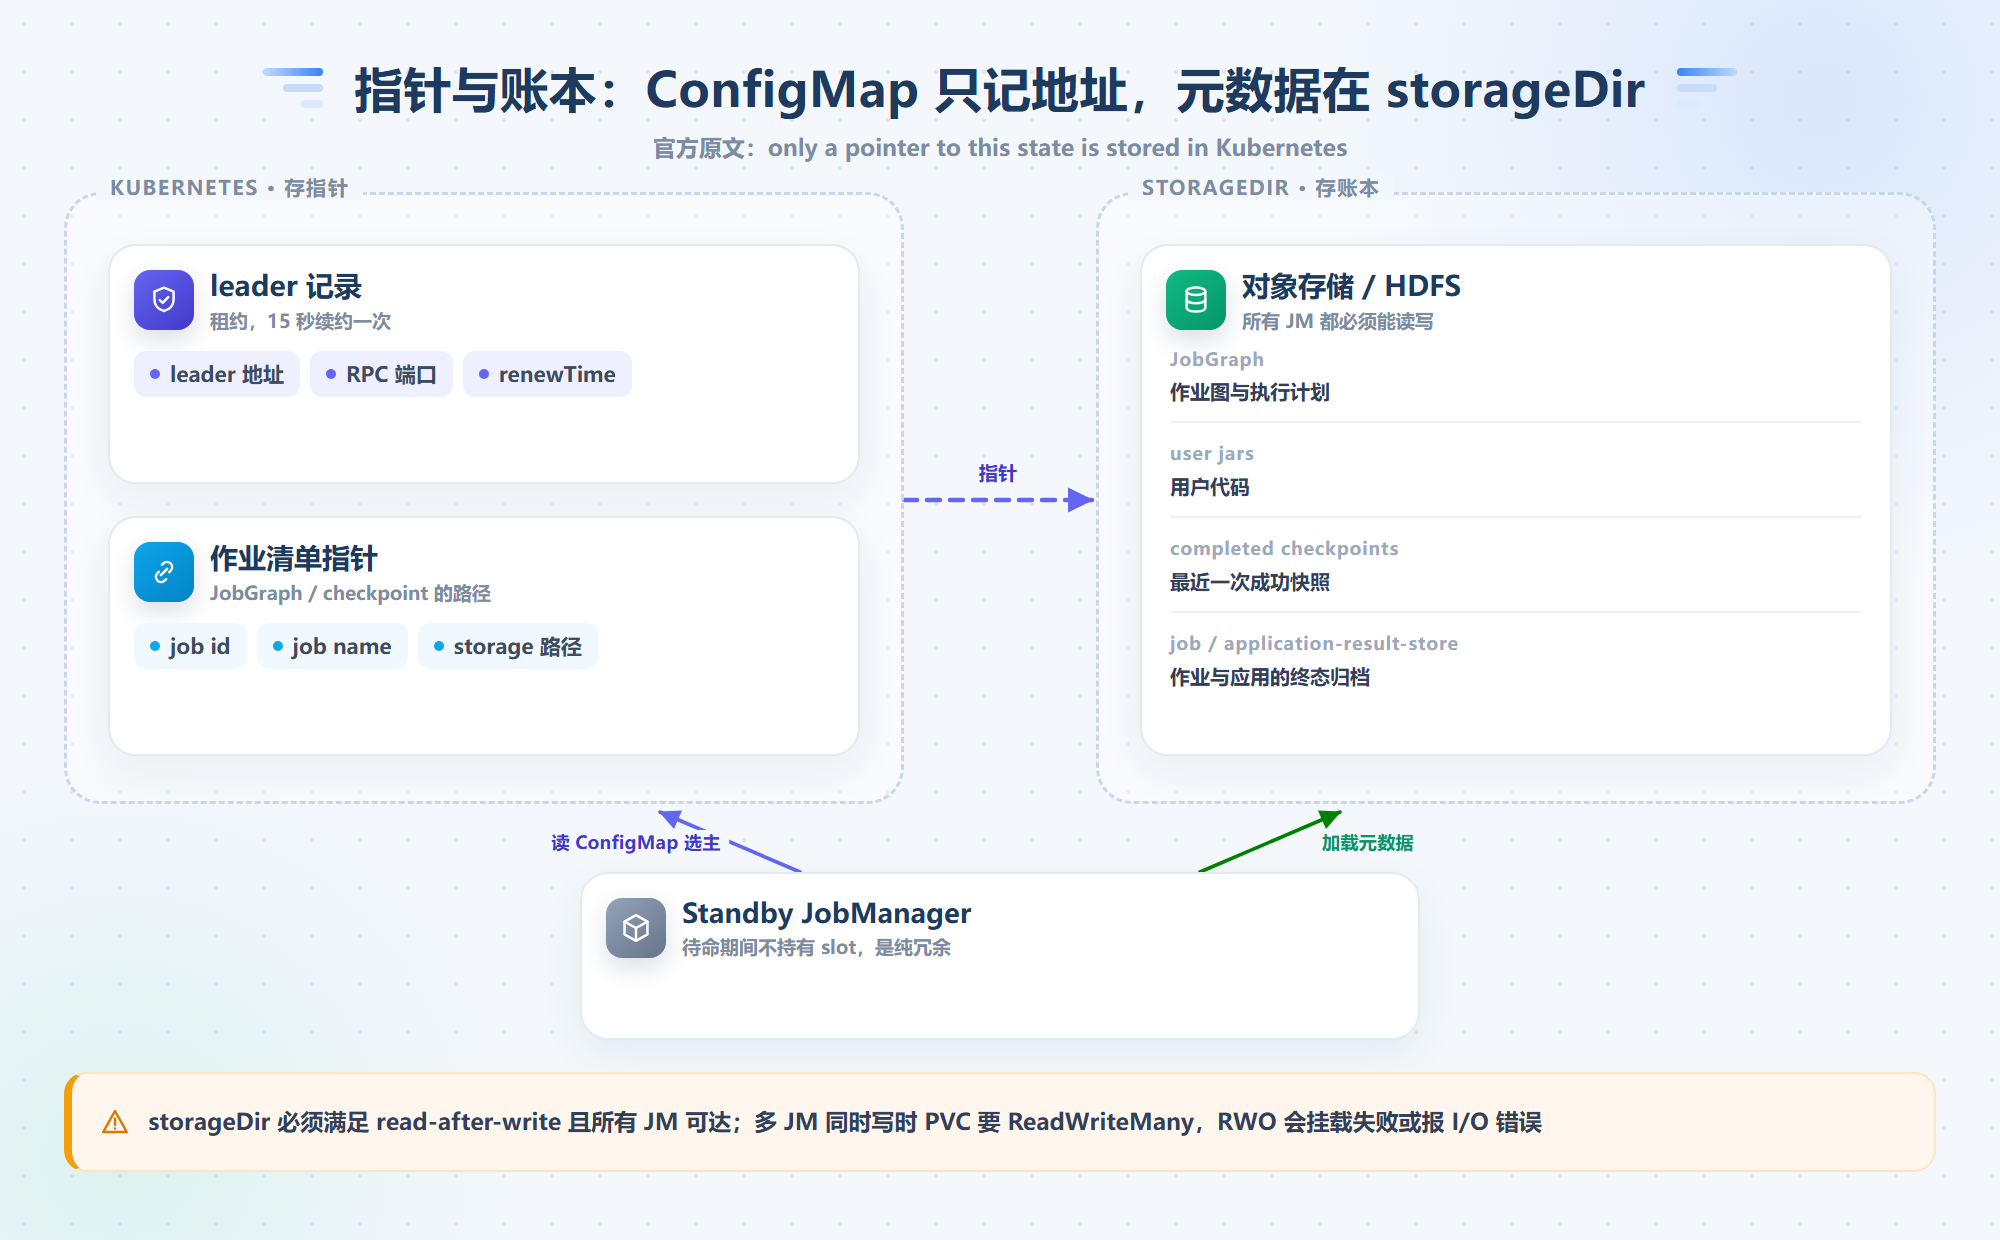 指针与账本：ConfigMap 只记地址，元数据在 storageDir
官方原文：only a pointer to this state is stored in Kubernetes
KUBERNETES • 存指针
leader 记录
租约，15 秒续约一次
leader 地址
RPC 端口
renewTime
作业清单指针
JobGraph / checkpoint 的路径
job id
job name
storage 路径
指针
STORAGEDIR • 存账本
对象存储 / HDFS
所有 JM 都必须能读写
JobGraph
作业图与执行计划
user jars
用户代码
completed checkpoints
最近一次成功快照
job / application-result-store
作业与应用的终态归档
读 ConfigMap 选主
加载元数据
Standby JobManager
待命期间不持有 slot，是纯冗余
storageDir 必须满足 read-after-write 且所有 JM 可达；多 JM 同时写时 PVC 要 ReadWriteMany，RWO 会挂载失败或报 I/O 错误